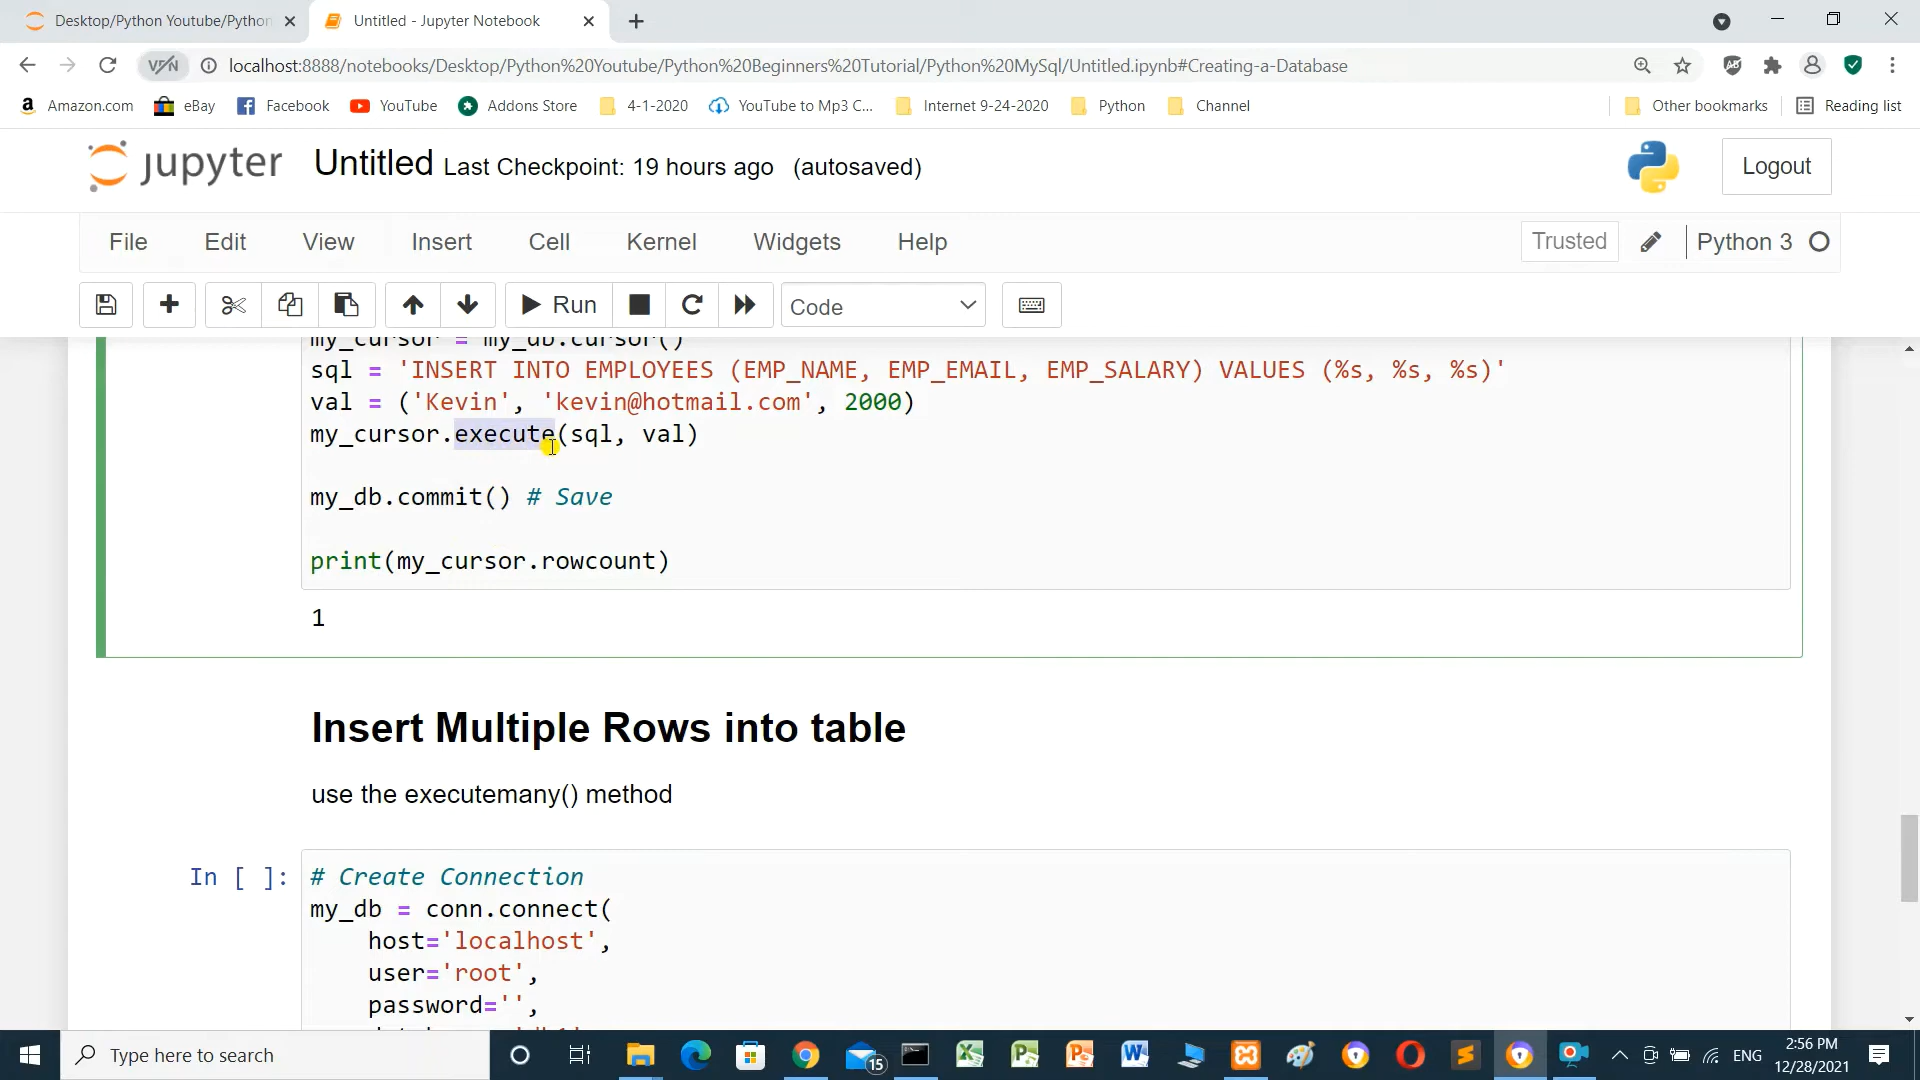 Desktop/Python Youtube/Python
Untitled - Jupyter Notebook
VPN
localhost:8888/notebooks/Desktop/Python%20Youtube/Python%20Beginners%20Tutorial/Python%20MySql/Untitled.ipynb#Creating-a-Database
Amazon.com
eBay
Facebook
YouTube
Addons Store
4-1-2020
YouTube to Mp3 C...
Internet 9-24-2020
Python
Channel
Other bookmarks
Reading list
jupyter Untitled Last Checkpoint: 19 hours ago (autosaved)
Logout
File Edit View Insert Cell Kernel Widgets Help
Trusted
Python 3
Run
Code
my_cursor = my_db.cursor()
sql = 'INSERT INTO EMPLOYEES (EMP_NAME, EMP_EMAIL, EMP_SALARY) VALUES (%s, %s, %s)'
val = ('Kevin', 'kevin@hotmail.com', 2000)
my_cursor.execute(sql, val)
my_db.commit() # Save
print(my_cursor.rowcount)
1
Insert Multiple Rows into table
use the executemany() method
In [ ]: # Create Connection
my_db = conn.connect(
host='localhost',
user='root',
password='',
Type here to search
15
ENG
2:56 PM
12/28/2021